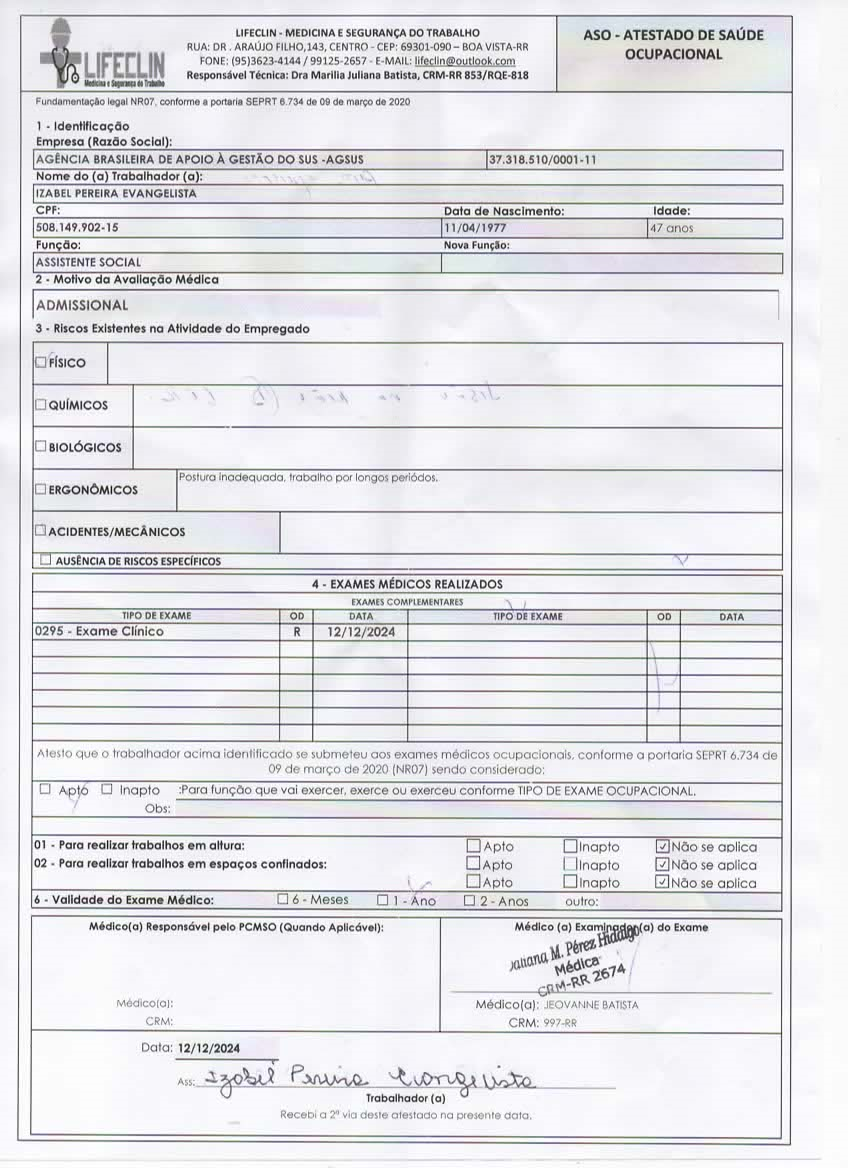 LIFECLIN
Medicina e Segurança do Trabalho
LIFECLIN - MEDICINA E SEGURANÇA DO TRABALHO
RUA: DR . ARAÚJO FILHO,143, CENTRO - CEP: 69301-090 – BOA VISTA-RR
FONE: (95)3623-4144 / 99125-2657 - E-MAIL: lifeclin@outlook.com
Responsável Técnica: Dra Marilia Juliana Batista, CRM-RR 853/RQE-818
ASO - ATESTADO DE SAÚDE
OCUPACIONAL
Fundamentação legal NR07, conforme a portaria SEPRT 6.734 de 09 de março de 2020
1 - Identificação
Empresa (Razão Social):
AGÊNCIA BRASILEIRA DE APOIO À GESTÃO DO SUS -AGSUS 37.318.510/0001-11
Nome do (a) Trabalhador (a):
IZABEL PEREIRA EVANGELISTA
CPF: Data de Nascimento: Idade:
508.149.902-15 11/04/1977 47 anos
Função: Nova Função:
ASSISTENTE SOCIAL
2 - Motivo da Avaliação Médica
ADMISSIONAL
3 - Riscos Existentes na Atividade do Empregado
FÍSICO
QUÍMICOS
BIOLÓGICOS
ERGONÔMICOS Postura inadequada, trabalho por longos periódos.
ACIDENTES/MECÂNICOS
AUSÊNCIA DE RISCOS ESPECÍFICOS
4 - EXAMES MÉDICOS REALIZADOS
EXAMES COMPLEMENTARES
TIPO DE EXAME OD DATA TIPO DE EXAME OD DATA
0295 - Exame Clínico R 12/12/2024
Atesto que o trabalhador acima identificado se submeteu aos exames médicos ocupacionais, conforme a portaria SEPRT 6.734 de
09 de março de 2020 (NR07) sendo considerado:
Apto Inapto :Para função que vai exercer, exerce ou exerceu conforme TIPO DE EXAME OCUPACIONAL.
Obs:
01 - Para realizar trabalhos em altura: Apto Inapto Não se aplica
02 - Para realizar trabalhos em espaços confinados: Apto Inapto Não se aplica
Apto Inapto Não se aplica
6 - Validade do Exame Médico: 6 - Meses 1 - Ano 2 - Anos outro:
Médico(a) Responsável pelo PCMSO (Quando Aplicável): Médico (a) Examinador(a) do Exame
M. Pérez Hidalgo
Médica
CRM-RR 2674
Médico(a): Médico(a): JEOVANNE BATISTA
CRM: CRM: 997-RR
Data: 12/12/2024
Ass: Izabel Pereira Evangelista
Trabalhador (a)
Recebi a 2ª via deste atestado na presente data.